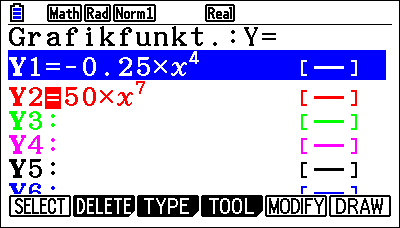 Math Rad Norm1 Real
Grafikfunkt.:Y=
Y1=-0.25×x⁴ [—]
Y2=50×x⁷ [—]
Y3: [—]
Y4: [—]
Y5: [—]
Y6: [—]
SELECT DELETE TYPE TOOL MODIFY DRAW